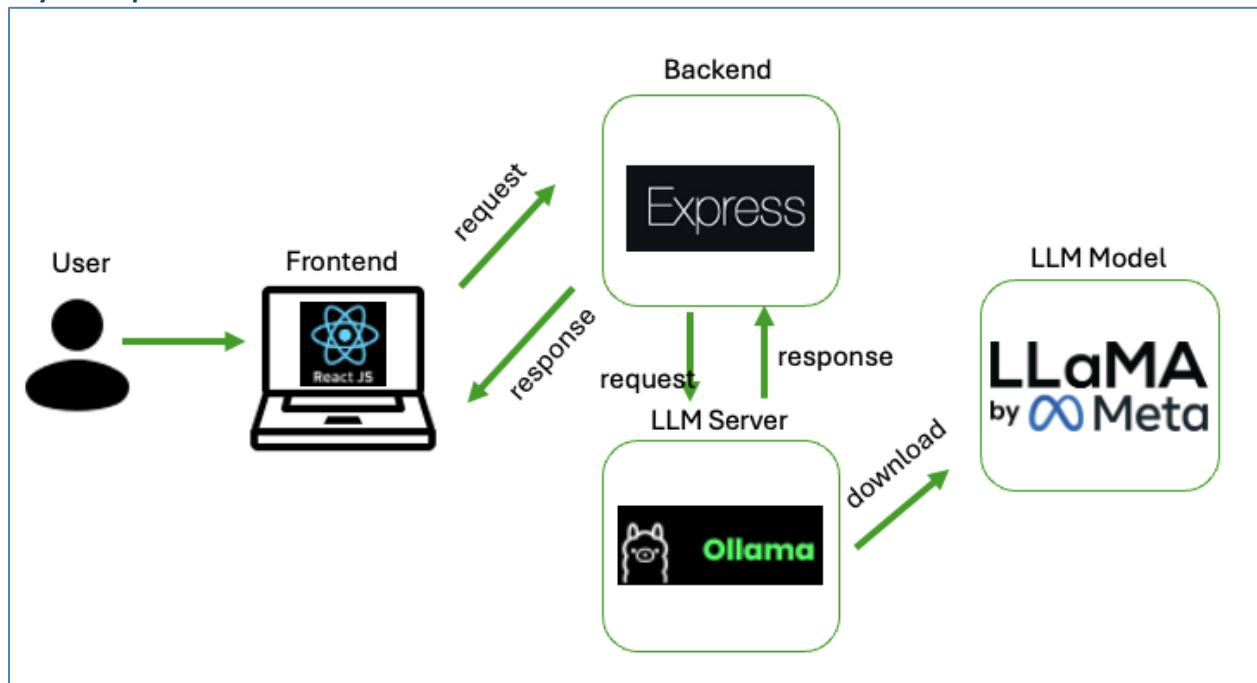 Backend
Express
request
User
Frontend
React JS
response
request
response
LLM Server
Ollama
download
LLM Model
LLaMA
by Meta